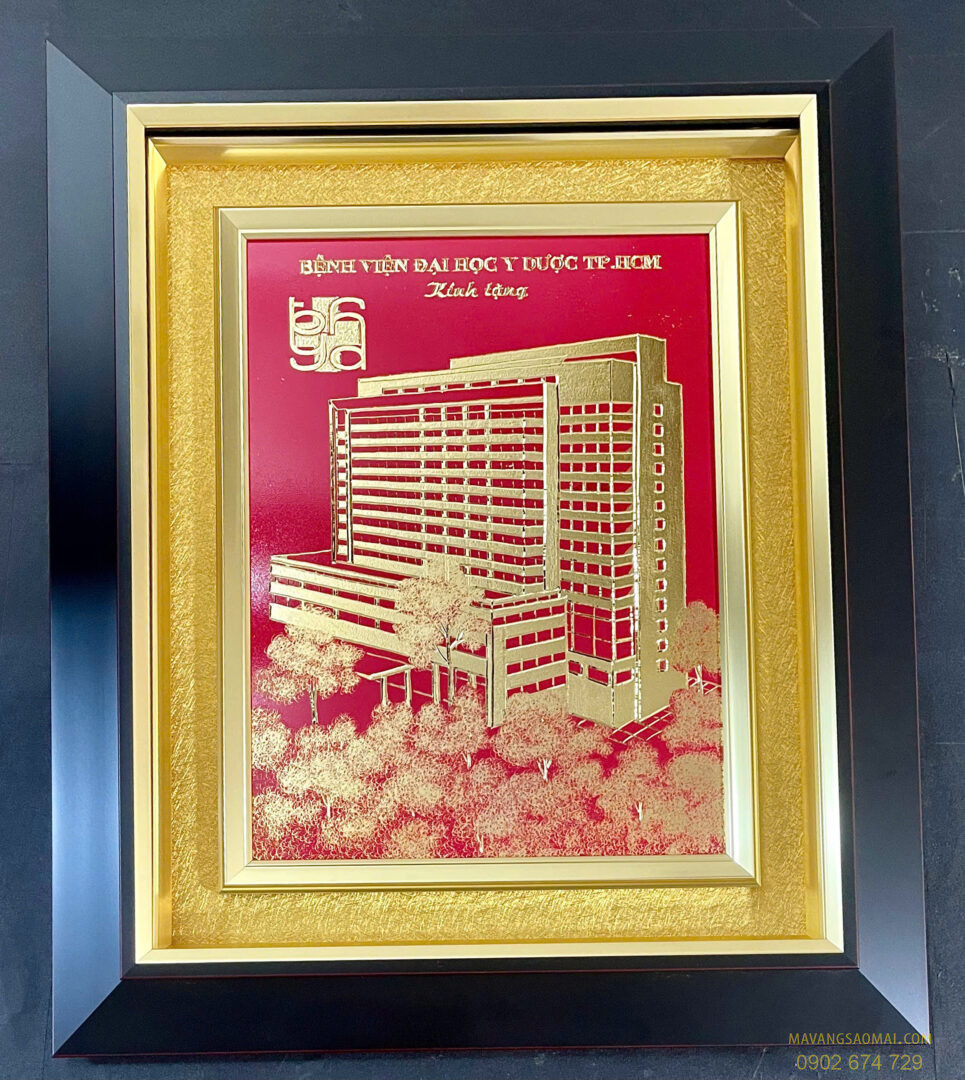 BỆNH VIỆN ĐẠI HỌC Y DƯỢC TP.HCM
Kính tặng
MAVANGSAOMAI.COM
0902 674 729